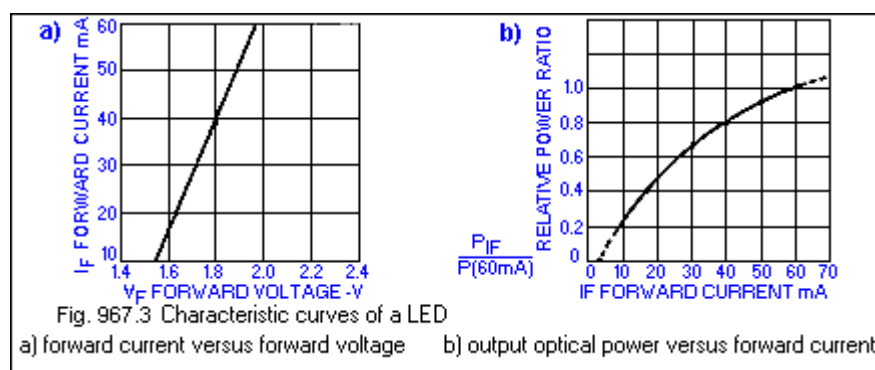 a)
I_F FORWARD CURRENT mA
60
50
40
30
20
10
1.4 1.6 1.8 2.0 2.2 2.4
V_F FORWARD VOLTAGE -V
b)
RELATIVE POWER RATIO
1.0
0.8
0.6
0.4
0.2
0
P_IF
P(60mA)
0 10 20 30 40 50 60 70
IF FORWARD CURRENT mA
Fig. 967.3 Characteristic curves of a LED
a) forward current versus forward voltage b) output optical power versus forward current